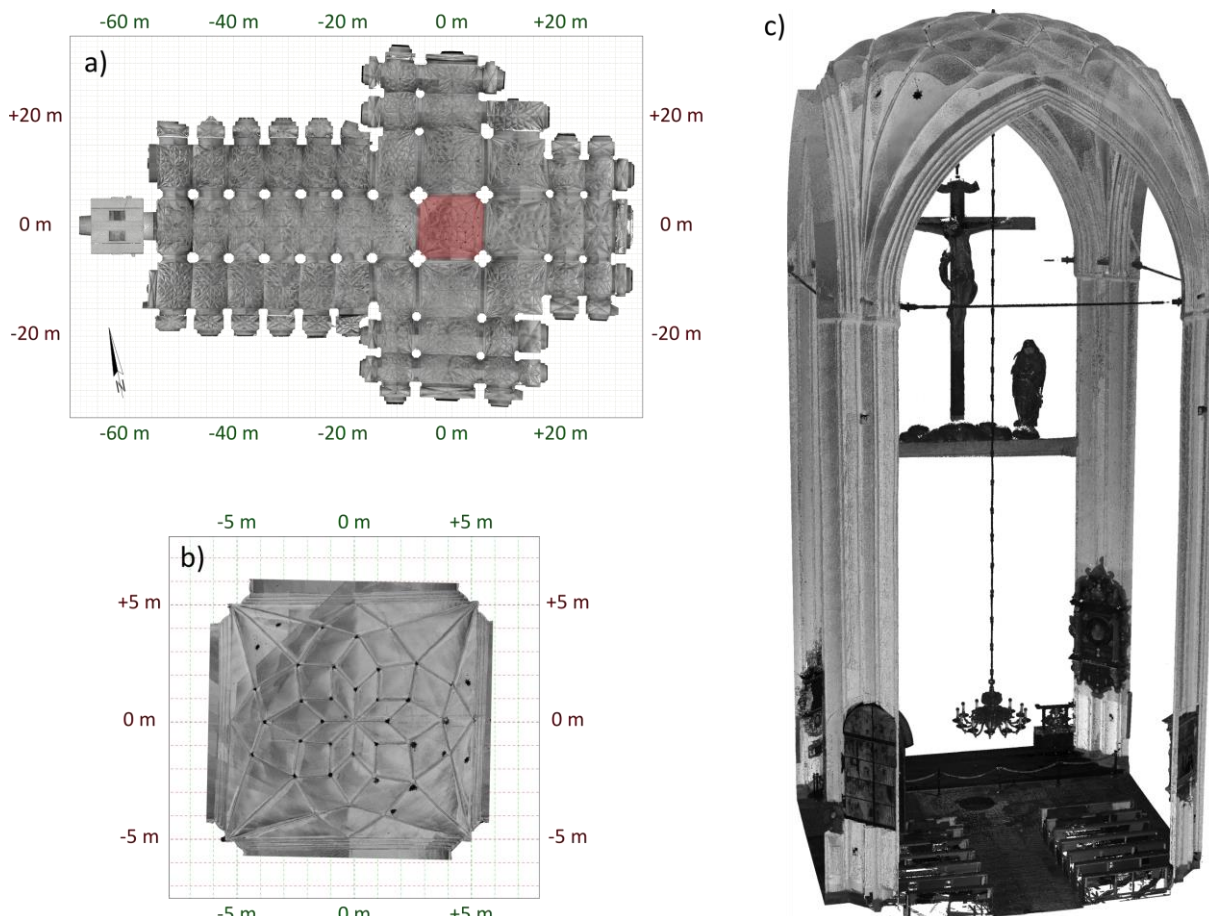 -60 m -40 m -20 m 0 m +20 m
a)
+20 m +20 m
0 m 0 m
-20 m -20 m
N
-60 m -40 m -20 m 0 m +20 m
-5 m 0 m +5 m
b)
+5 m +5 m
0 m 0 m
-5 m -5 m
-5 m 0 m +5 m
c)